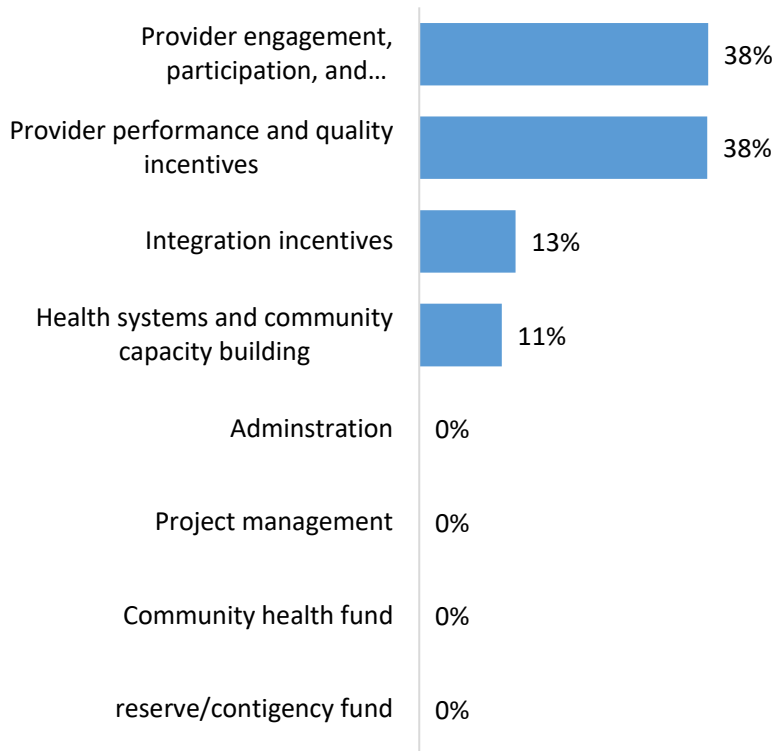 Provider engagement,
participation, and…
38%
Provider performance and quality
incentives
38%
Integration incentives
13%
Health systems and community
capacity building
11%
Adminstration
0%
Project management
0%
Community health fund
0%
reserve/contigency fund
0%